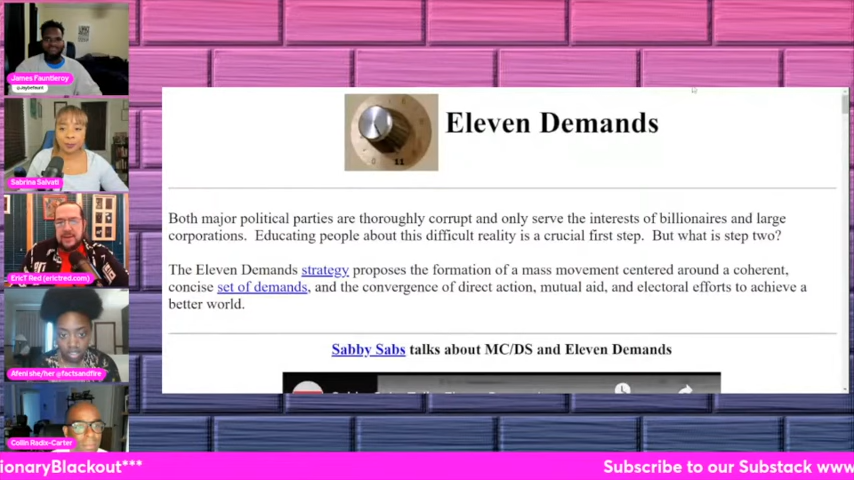 James Fauntleroy
Sabrina Salvati
EricT Red (erictred.com)
Afeni she/her @factsandfire
Collin Radix-Carter
0
11
Eleven Demands
Both major political parties are thoroughly corrupt and only serve the interests of billionaires and large
corporations. Educating people about this difficult reality is a crucial first step. But what is step two?
The Eleven Demands strategy proposes the formation of a mass movement centered around a coherent,
concise set of demands, and the convergence of direct action, mutual aid, and electoral efforts to achieve a
better world.
Sabby Sabs talks about MC/DS and Eleven Demands
ionaryBlackout*** Subscribe to our Substack www